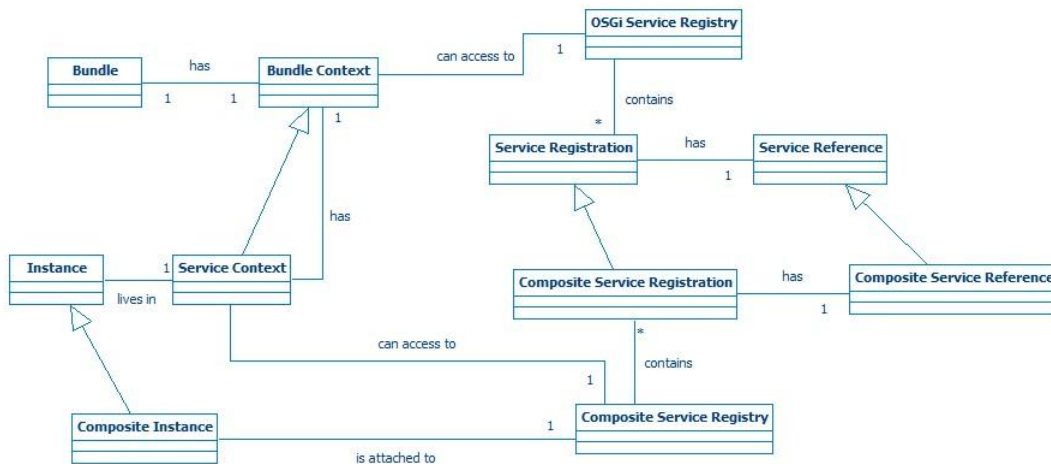 OSGi Service Registry
can access to
1
Bundle
has
Bundle Context
1
1
contains
1
*
Service Registration
has
Service Reference
1
has
Instance
1
Service Context
lives in
Composite Service Registration
has
Composite Service Reference
1
*
can access to
contains
1
Composite Instance
1
Composite Service Registry
is attached to